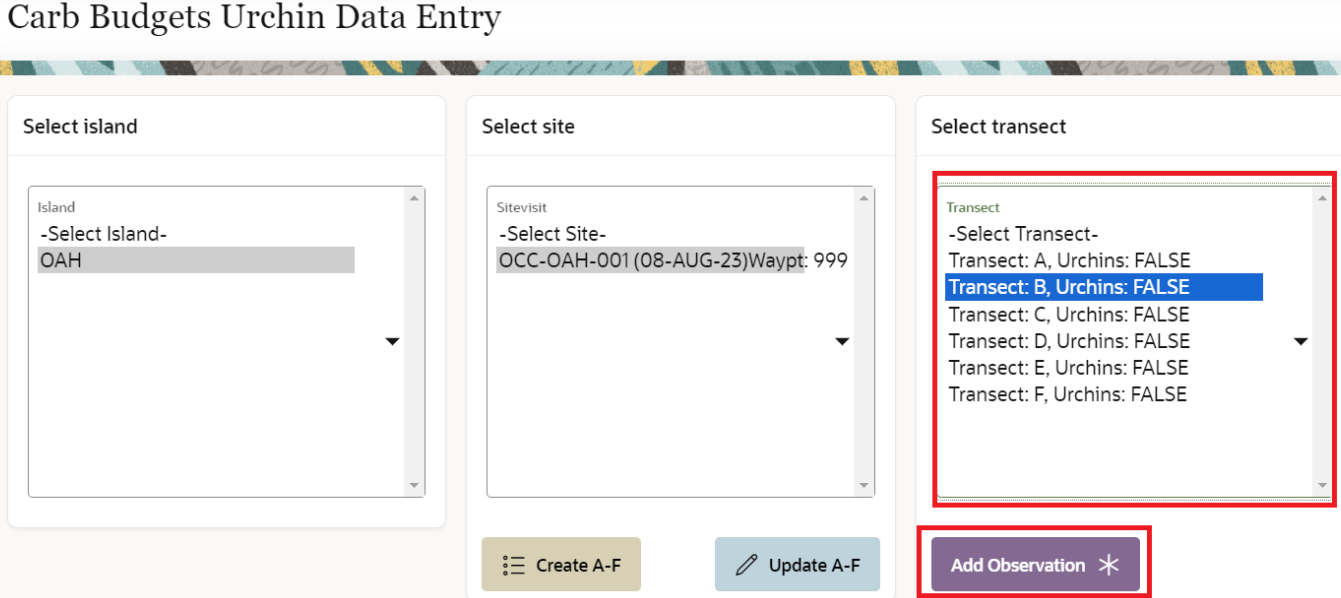 Carb Budgets Urchin Data Entry
Select island
Island
-Select Island-
OAH
Select site
Sitevisit
-Select Site-
OCC-OAH-001 (08-AUG-23)Waypt: 999
Create A-F
Update A-F
Select transect
Transect
-Select Transect-
Transect: A, Urchins: FALSE
Transect: B, Urchins: FALSE
Transect: C, Urchins: FALSE
Transect: D, Urchins: FALSE
Transect: E, Urchins: FALSE
Transect: F, Urchins: FALSE
Add Observation